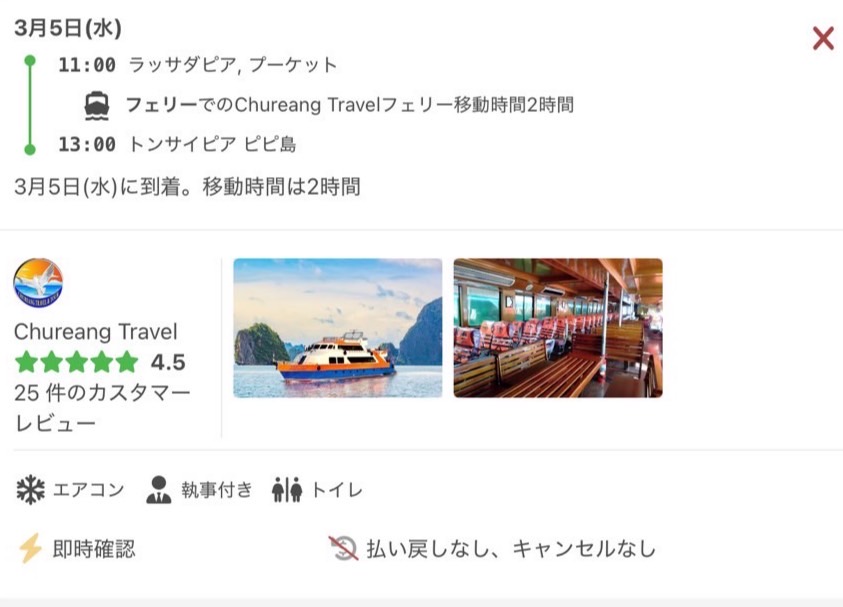 3月5日(水)
11:00 ラッサダピア, プーケット
フェリーでのChureang Travelフェリー移動時間2時間
13:00 トンサイピア ピピ島
3月5日(水)に到着。移動時間は2時間
Chureang Travel
4.5
25 件のカスタマー
レビュー
エアコン 執事付き トイレ
即時確認 払い戻しなし、キャンセルなし